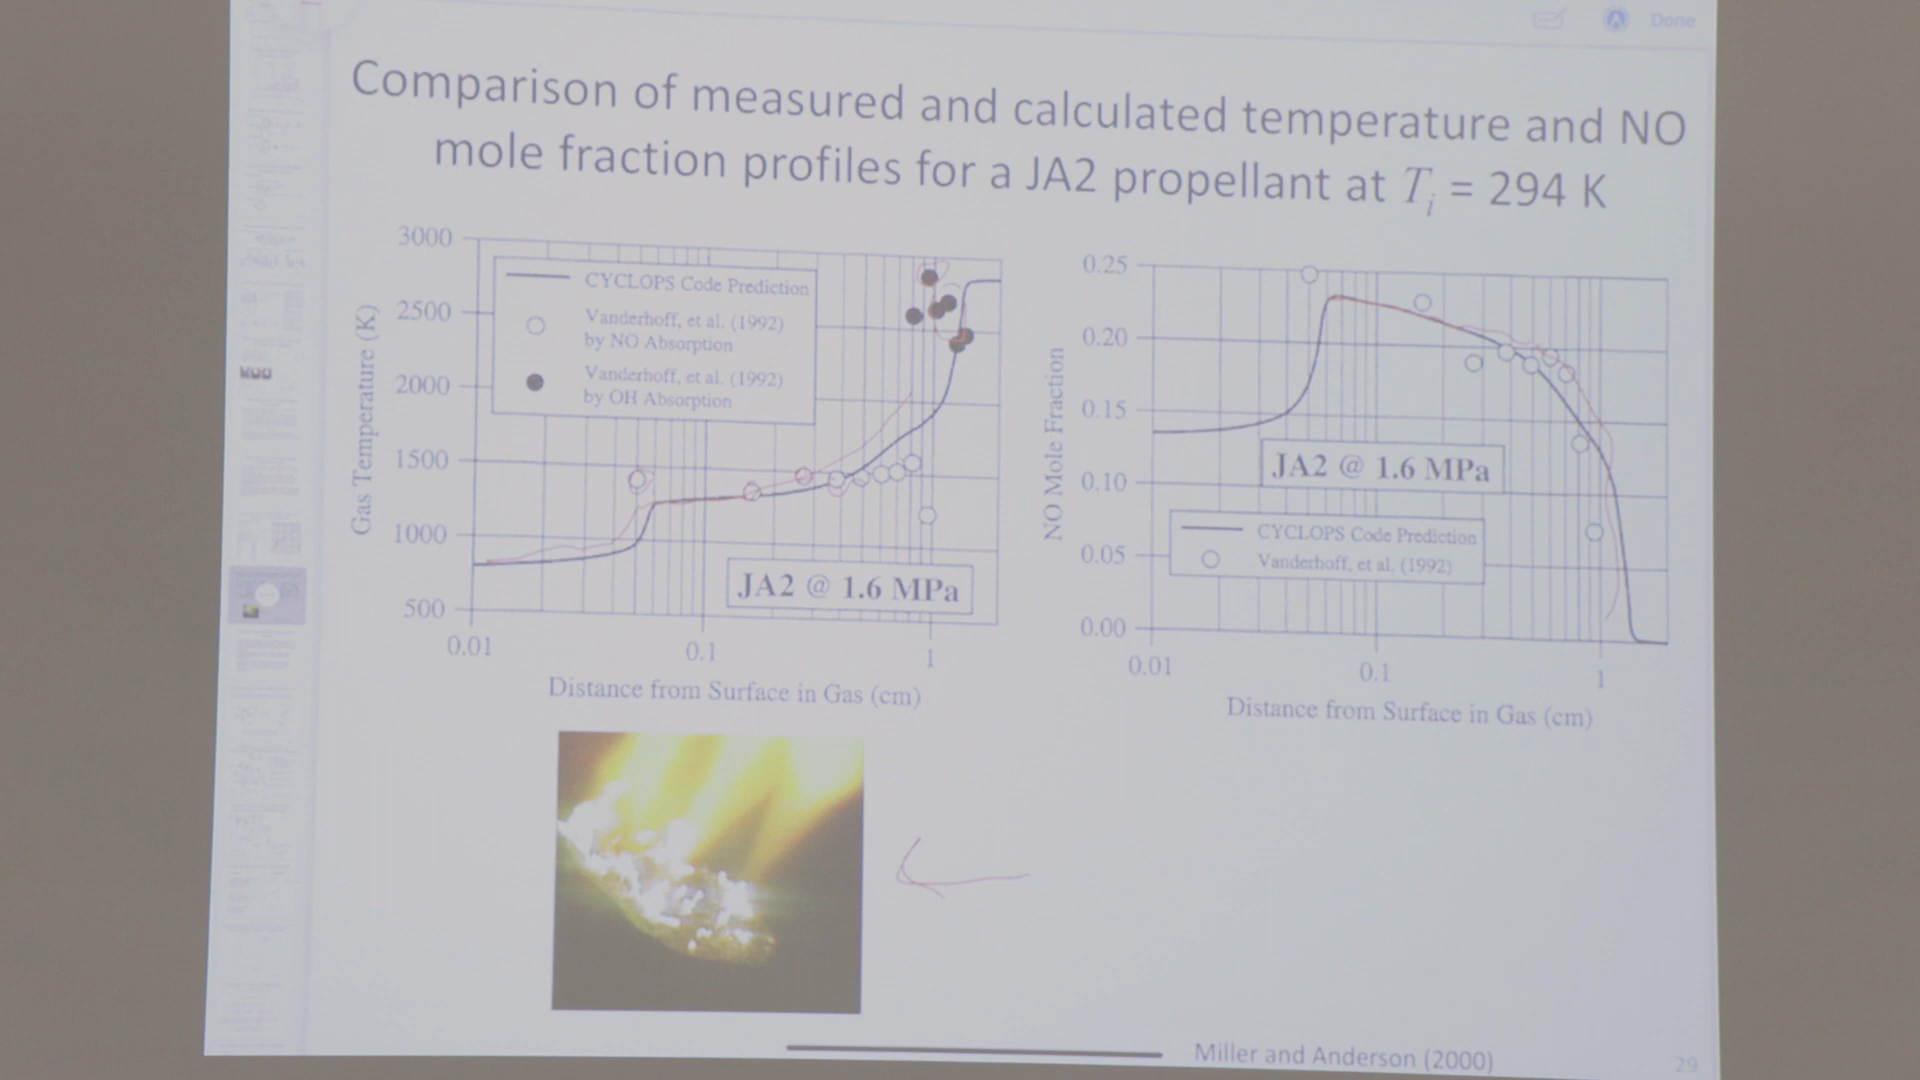 Done
Comparison of measured and calculated temperature and NO
mole fraction profiles for a JA2 propellant at Ti = 294 K
3000
2500
2000
1500
1000
500
Gas Temperature (K)
CYCLOPS Code Prediction
Vanderhoff, et al. (1992)
by NO Absorption
Vanderhoff, et al. (1992)
by OH Absorption
JA2 @ 1.6 MPa
0.01
0.1
1
Distance from Surface in Gas (cm)
0.25
0.20
0.15
0.10
0.05
0.00
NO Mole Fraction
JA2 @ 1.6 MPa
CYCLOPS Code Prediction
Vanderhoff, et al. (1992)
0.01
0.1
1
Distance from Surface in Gas (cm)
Miller and Anderson (2000)
29